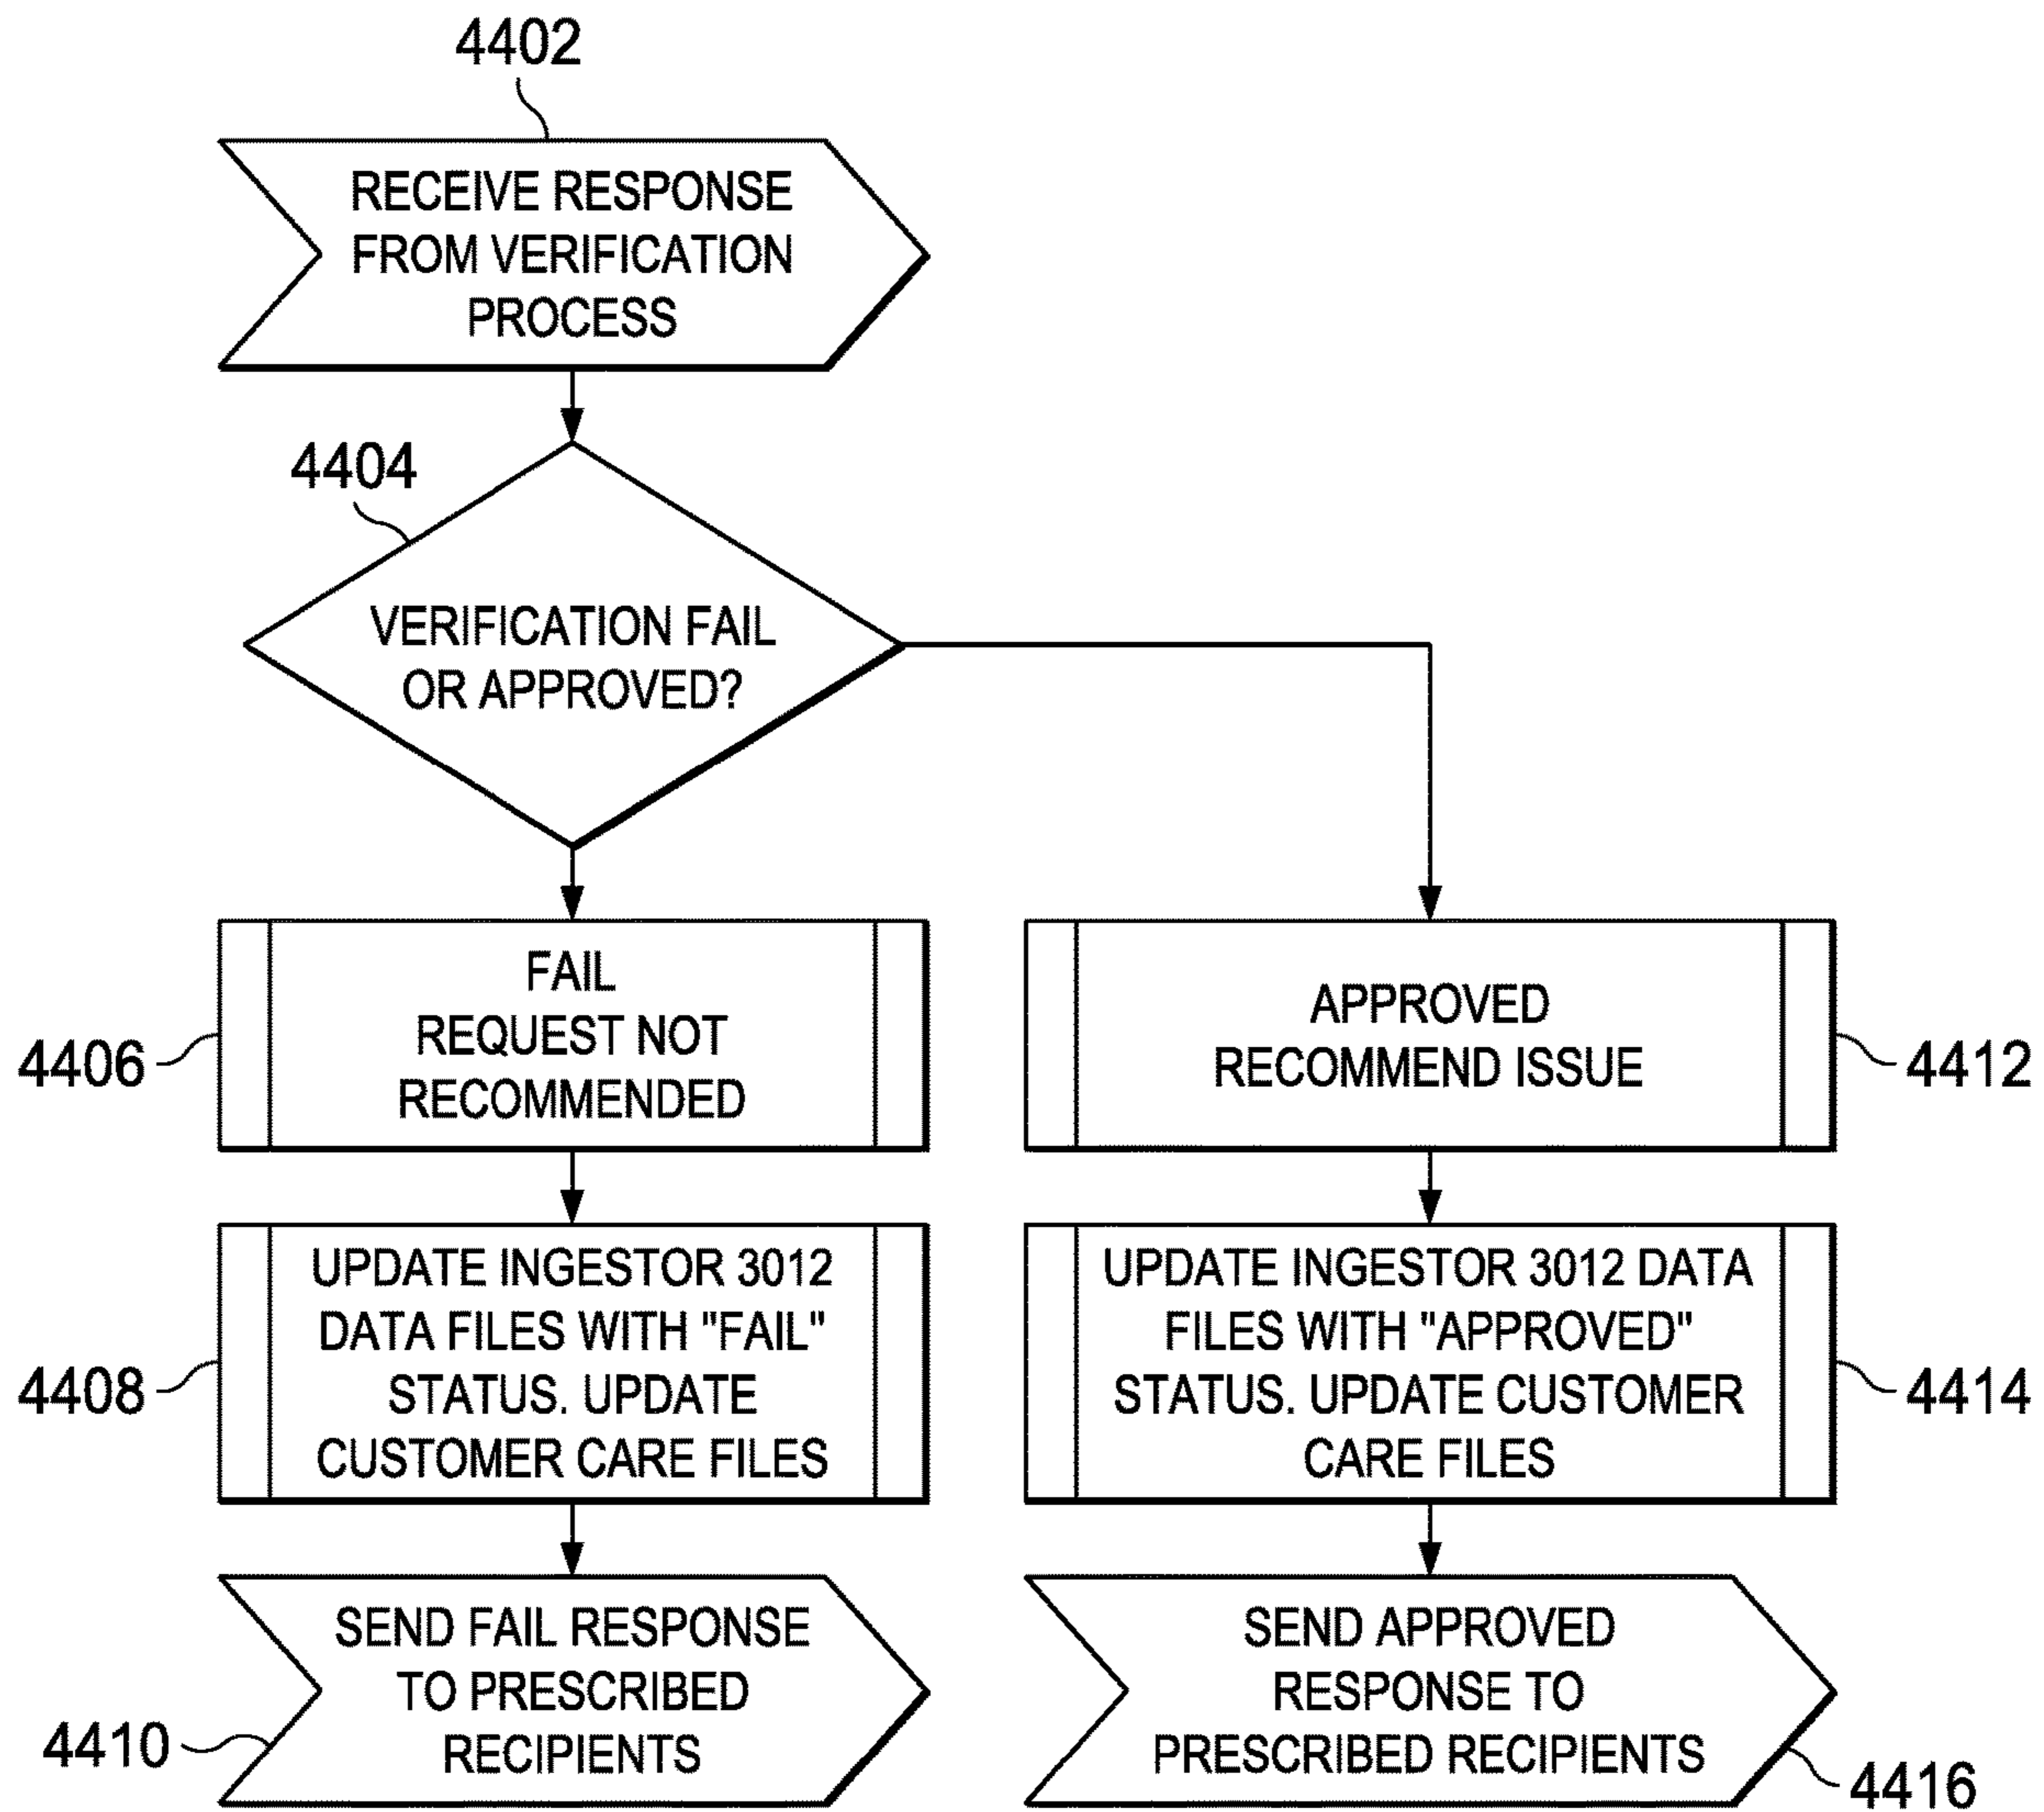 4402
RECEIVE RESPONSE
FROM VERIFICATION
PROCESS
4404
VERIFICATION FAIL
OR APPROVED?
FAIL
REQUEST NOT
RECOMMENDED
4406
APPROVED
RECOMMEND ISSUE
4412
UPDATE INGESTOR 3012
DATA FILES WITH "FAIL"
STATUS. UPDATE
CUSTOMER CARE FILES
4408
UPDATE INGESTOR 3012 DATA
FILES WITH "APPROVED"
STATUS. UPDATE CUSTOMER
CARE FILES
4414
SEND FAIL RESPONSE
TO PRESCRIBED
RECIPIENTS
4410
SEND APPROVED
RESPONSE TO
PRESCRIBED RECIPIENTS
4416